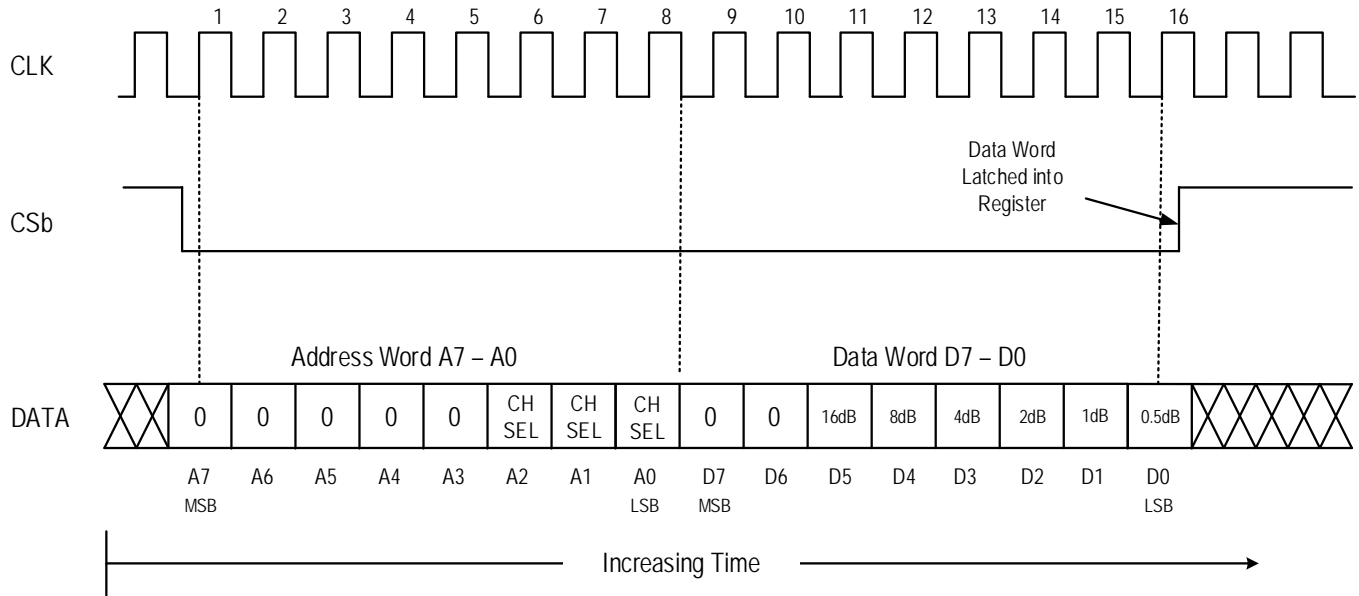 1 2 3 4 5 6 7 8 9 10 11 12 13 14 15 16
CLK
Data Word
Latched into
Register
CSb
Address Word A7 – A0
Data Word D7 – D0
DATA
0 0 0 0 0 CH SEL CH SEL CH SEL 0 0 16dB 8dB 4dB 2dB 1dB 0.5dB
A7 A6 A5 A4 A3 A2 A1 A0 D7 D6 D5 D4 D3 D2 D1 D0
MSB LSB MSB LSB
Increasing Time